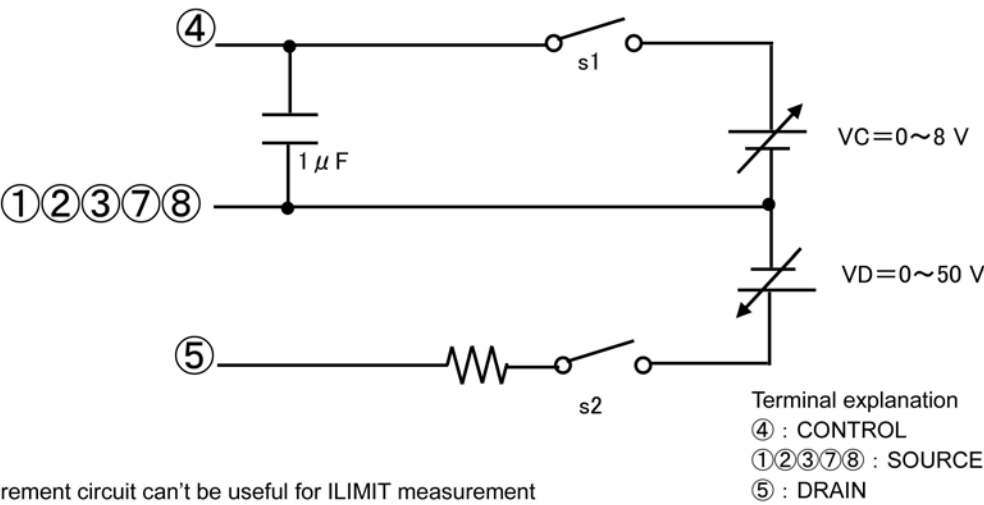 ④
s1
VC=0~8 V
1μF
①②③⑦⑧
VD=0~50 V
⑤
s2
Terminal explanation
④ : CONTROL
①②③⑦⑧ : SOURCE
⑤ : DRAIN
rement circuit can't be useful for ILIMIT measurement